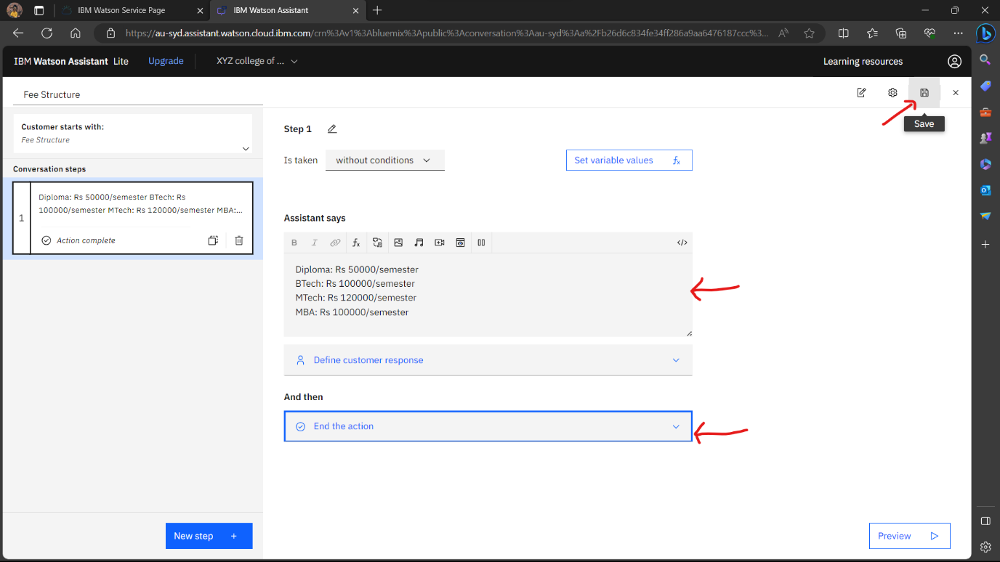 IBM Watson Service Page
IBM Watson Assistant
https://au-syd.assistant.watson.cloud.ibm.com/crn%3Av1%3Abluemix%3Apublic%3Aconversation%3Aau-syd%3Aa%2Fb26d6c834fe34ff286a9aa6476187ccc%3...
IBM Watson Assistant Lite
Upgrade
XYZ college of ...
Learning resources
Fee Structure
Save
Customer starts with:
Fee Structure
Conversation steps
1
Diploma: Rs 50000/semester BTech: Rs
100000/semester MTech: Rs 120000/semester MBA:...
Action complete
New step +
Step 1
Is taken
without conditions
Set variable values fx
Assistant says
B I fx </>
Diploma: Rs 50000/semester
BTech: Rs 100000/semester
MTech: Rs 120000/semester
MBA: Rs 100000/semester
Define customer response
And then
End the action
Preview